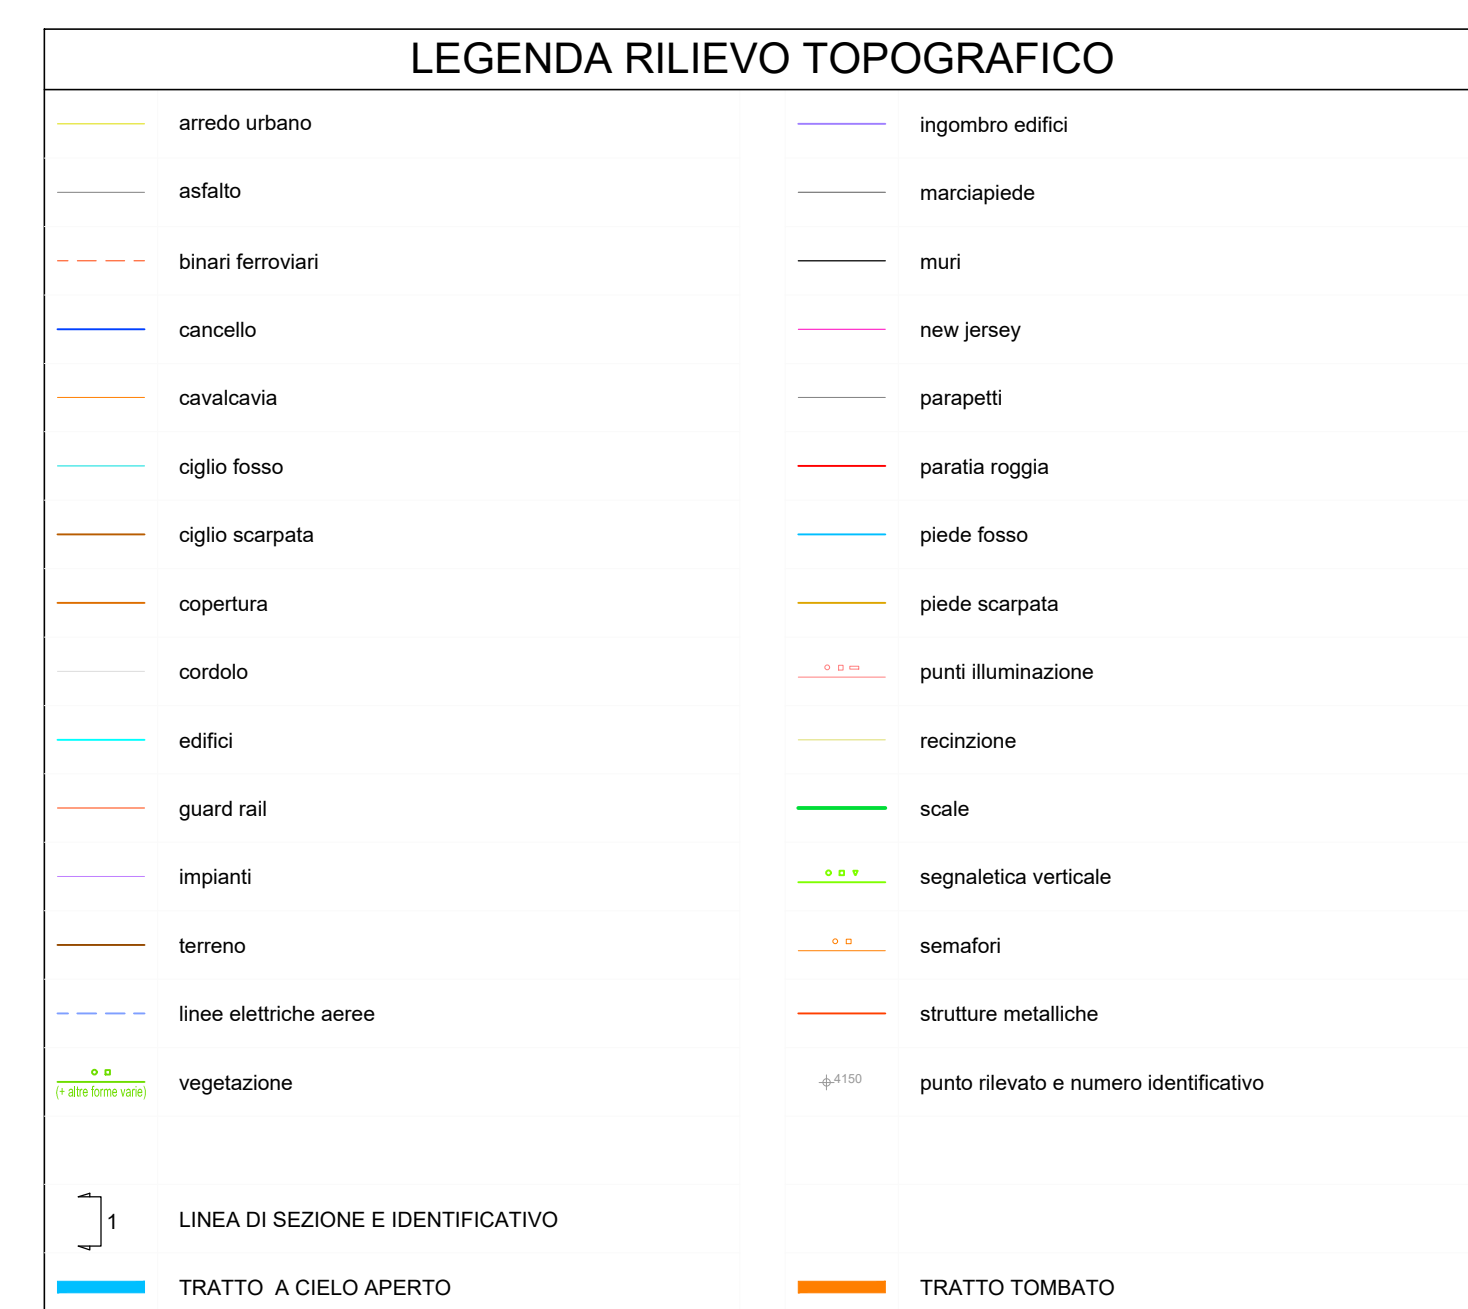 LEGENDA RILIEVO TOPOGRAFICO
arredo urbano
ingombro edifici
asfalto
marciapiede
binari ferroviari
muri
cancello
new jersey
cavalcavia
parapetti
ciglio fosso
paratia roggia
ciglio scarpata
piede fosso
copertura
piede scarpata
cordolo
punti illuminazione
edifici
recinzione
guard rail
scale
impianti
segnaletica verticale
terreno
semafori
linee elettriche aeree
strutture metalliche
(+ altre forme varie)
vegetazione
4150
punto rilevato e numero identificativo
1
LINEA DI SEZIONE E IDENTIFICATIVO
TRATTO A CIELO APERTO
TRATTO TOMBATO